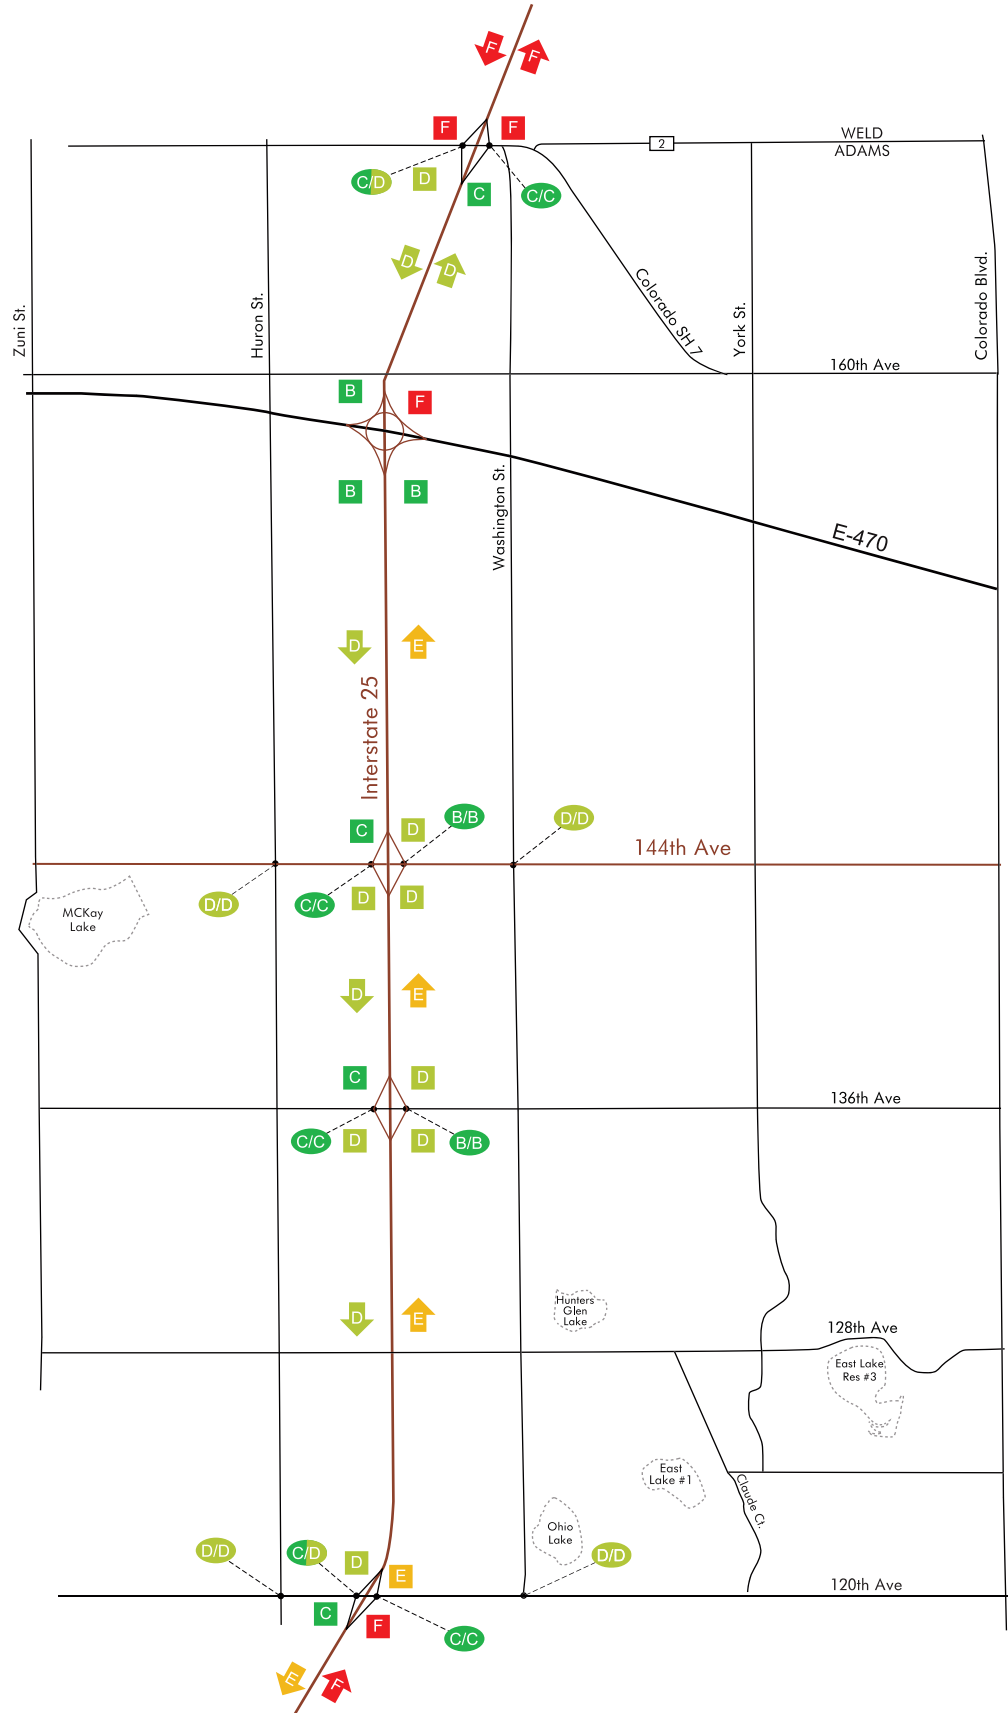 F
F
F
F
WELD
2
ADAMS
C/D
D
C
C/C
D
D
Zuni St.
Huron St.
Colorado SH 7
York St.
Colorado Blvd.
160th Ave
B
F
B
B
Washington St.
E-470
D
E
Interstate 25
C
D
B/B
D/D
144th Ave
D/D
C/C
D
D
MCKay
Lake
D
E
C
D
136th Ave
C/C
D
D
B/B
D
E
Hunters
Glen
Lake
128th Ave
East Lake
Res #3
East
Lake #1
Claude Ct.
Ohio
Lake
D/D
C/D
D
E
D/D
120th Ave
C
F
C/C
E
F